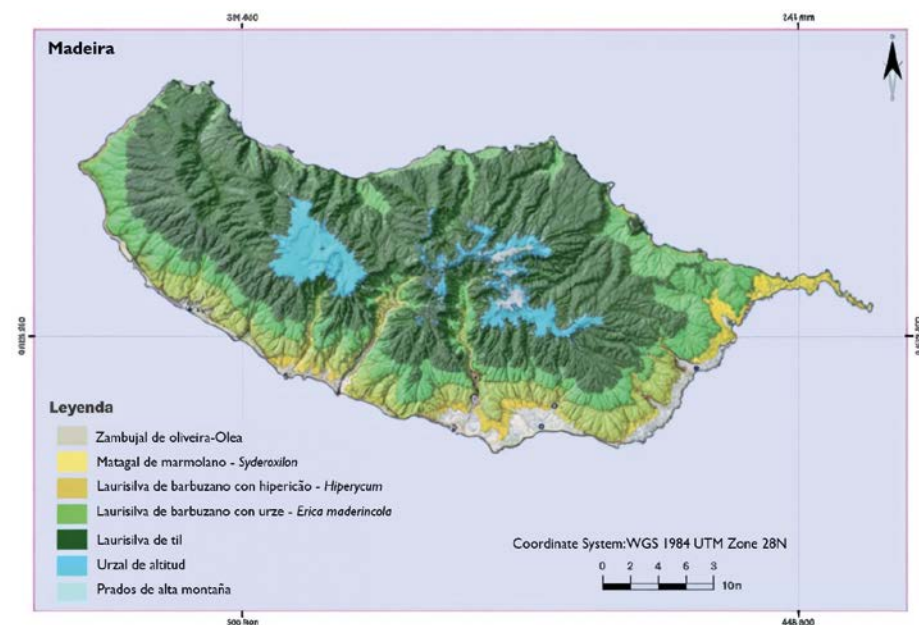 Madeira
Leyenda
Zambujal de oliveira-Olea
Matagal de marmolano - Syderoxilon
Laurisilva de barbuzano con hipericão - Hiperycum
Laurisilva de barbuzano con urze - Erica maderincola
Laurisilva de til
Urzal de altitud
Prados de alta montaña
Coordinate System:WGS 1984 UTM Zone 28N
0 2 4 6 3
10n